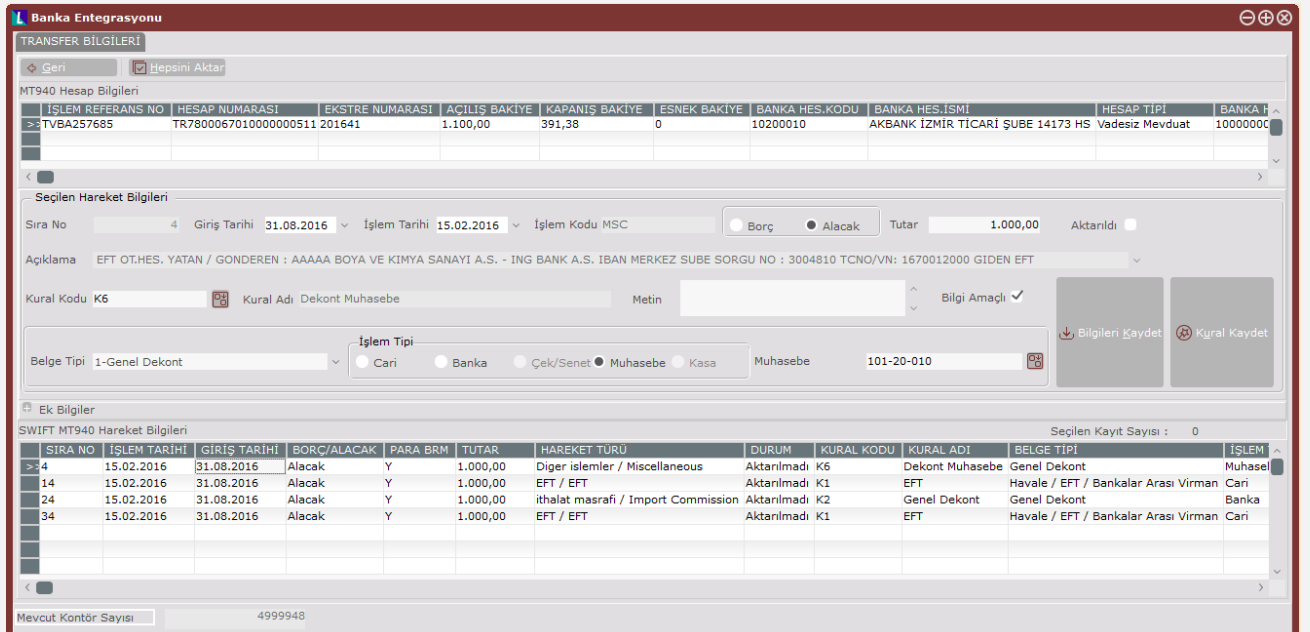 Banka Entegrasyonu
TRANSFER BİLGİLERİ
Geri Hepsini Aktar
MT940 Hesap Bilgileri
İŞLEM REFERANS NO HESAP NUMARASI EKSTRE NUMARASI AÇILIŞ BAKİYE KAPANIŞ BAKİYE ESNEK BAKİYE BANKA HES.KODU BANKA HES.İSMİ HESAP TİPİ BANKA H
>> TVBA257685 TR7800067010000000511 201641 1.100,00 391,38 0 10200010 AKBANK İZMİR TİCARİ ŞUBE 14173 HS Vadesiz Mevduat 10000000
Seçilen Hareket Bilgileri
Sıra No 4 Giriş Tarihi 31.08.2016 İşlem Tarihi 15.02.2016 İşlem Kodu MSC Borç Alacak Tutar 1.000,00 Aktarıldı
Açıklama EFT OT.HES. YATAN / GONDEREN : AAAAA BOYA VE KIMYA SANAYI A.S. - ING BANK A.S. IBAN MERKEZ SUBE SORGU NO : 3004810 TCNO/VN: 1670012000 GIDEN EFT
Kural Kodu K6 Kural Adı Dekont Muhasebe Metin Bilgi Amaçlı
Bilgileri Kaydet Kural Kaydet
İşlem Tipi
Belge Tipi 1-Genel Dekont Cari Banka Çek/Senet Muhasebe Kasa Muhasebe 101-20-010
Ek Bilgiler
SWIFT MT940 Hareket Bilgileri Seçilen Kayıt Sayısı : 0
SIRA NO İŞLEM TARİHİ GİRİŞ TARİHİ BORÇ/ALACAK PARA BRM TUTAR HAREKET TÜRÜ DURUM KURAL KODU KURAL ADI BELGE TİPİ İŞLEM
>> 4 15.02.2016 31.08.2016 Alacak Y 1.000,00 Diger islemler / Miscellaneous Aktarılmadı K6 Dekont Muhasebe Genel Dekont Muhasel
14 15.02.2016 31.08.2016 Alacak Y 1.000,00 EFT / EFT Aktarılmadı K1 EFT Havale / EFT / Bankalar Arası Virman Cari
24 15.02.2016 31.08.2016 Alacak Y 1.000,00 ithalat masrafi / Import Commission Aktarılmadı K2 Genel Dekont Genel Dekont Banka
34 15.02.2016 31.08.2016 Alacak Y 1.000,00 EFT / EFT Aktarılmadı K1 EFT Havale / EFT / Bankalar Arası Virman Cari
Mevcut Kontör Sayısı 4999948